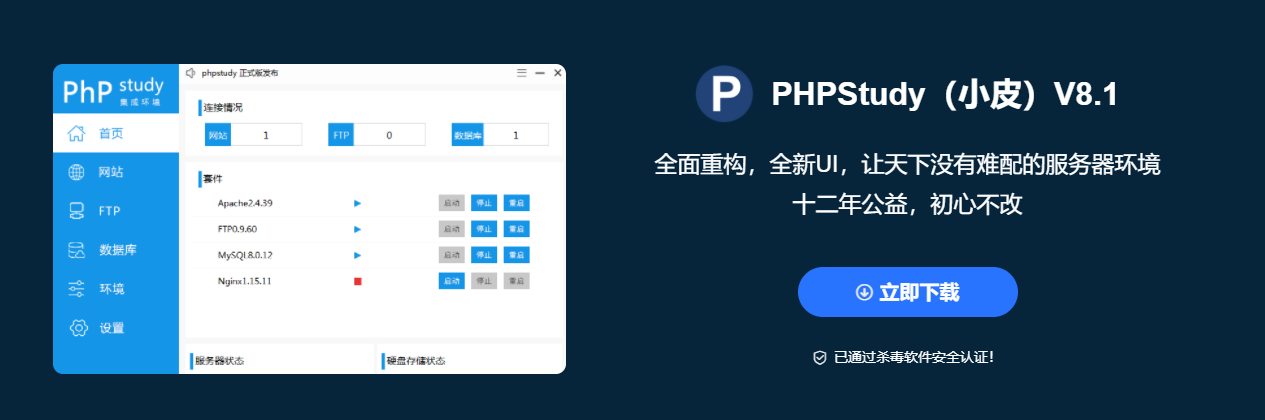 PhP study
集成环境
首页
网站
FTP
数据库
环境
设置
phpstudy 正式版发布
连接情况
网站 1 FTP 0 数据库 1
套件
Apache2.4.39 启动 停止 重启
FTP0.9.60 启动 停止 重启
MySQL8.0.12 启动 停止 重启
Nginx1.15.11 启动 停止 重启
服务器状态 硬盘存储状态
P PHPStudy（小皮）V8.1
全面重构，全新UI，让天下没有难配的服务器环境
十二年公益，初心不改
立即下载
已通过杀毒软件安全认证！